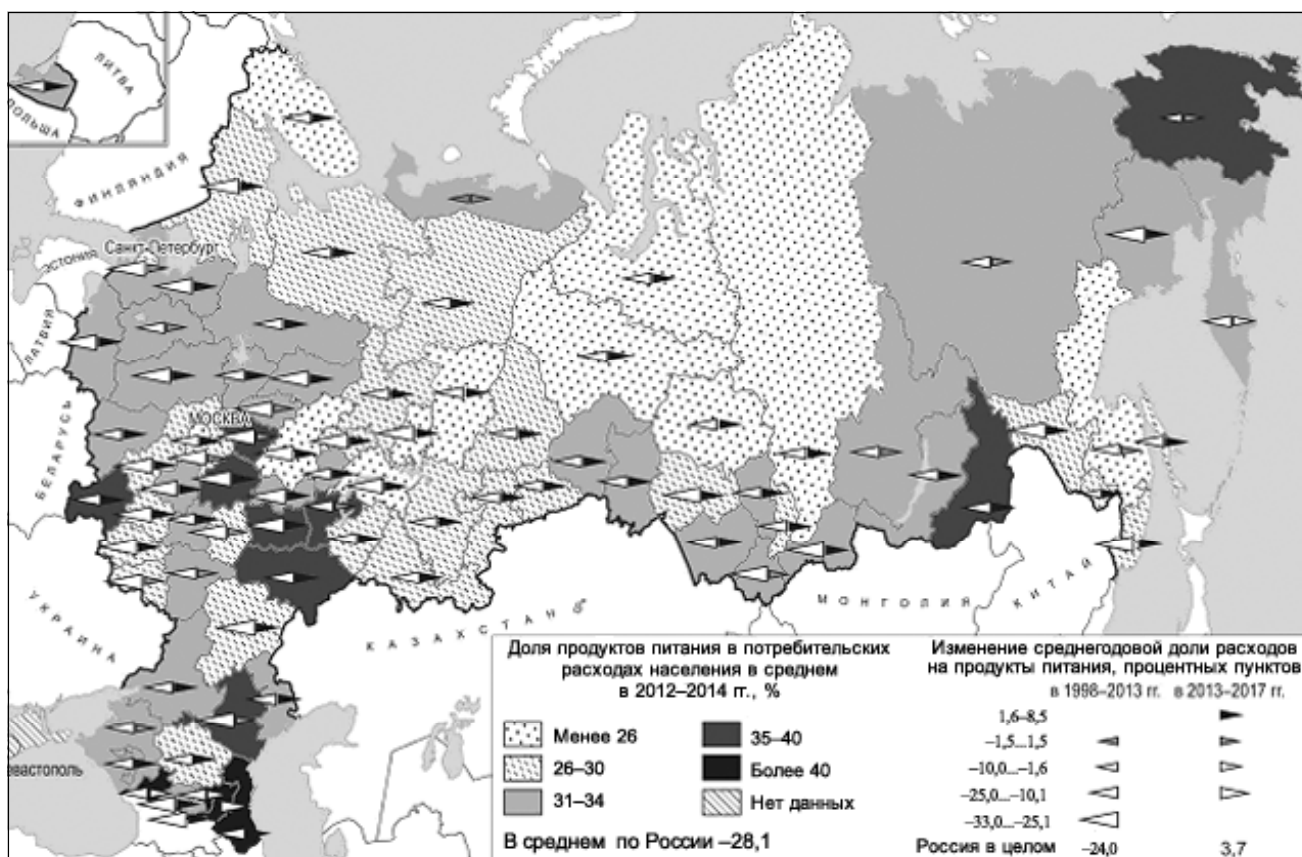 ЛИТВА
ПОЛЬША
ФИНЛЯНДИЯ
Санкт-Петербург
ЭСТОНИЯ
ЛАТВИЯ
МОСКВА
БЕЛАРУСЬ
УКРАИНА
КАЗАХСТАН
МОНГОЛИЯ
КИТАЙ
евастополь
Доля продуктов питания в потребительских
расходах населения в среднем
в 2012–2014 гг., %
Менее 26
26–30
31–34
35–40
Более 40
Нет данных
В среднем по России –28,1
Изменение среднегодовой доли расходов
на продукты питания, процентных пунктов
в 1998–2013 гг. в 2013–2017 гг.
1,6–8,5
–1,5...1,5
–10,0...–1,6
–25,0...–10,1
–33,0...–25,1
Россия в целом –24,0 3,7